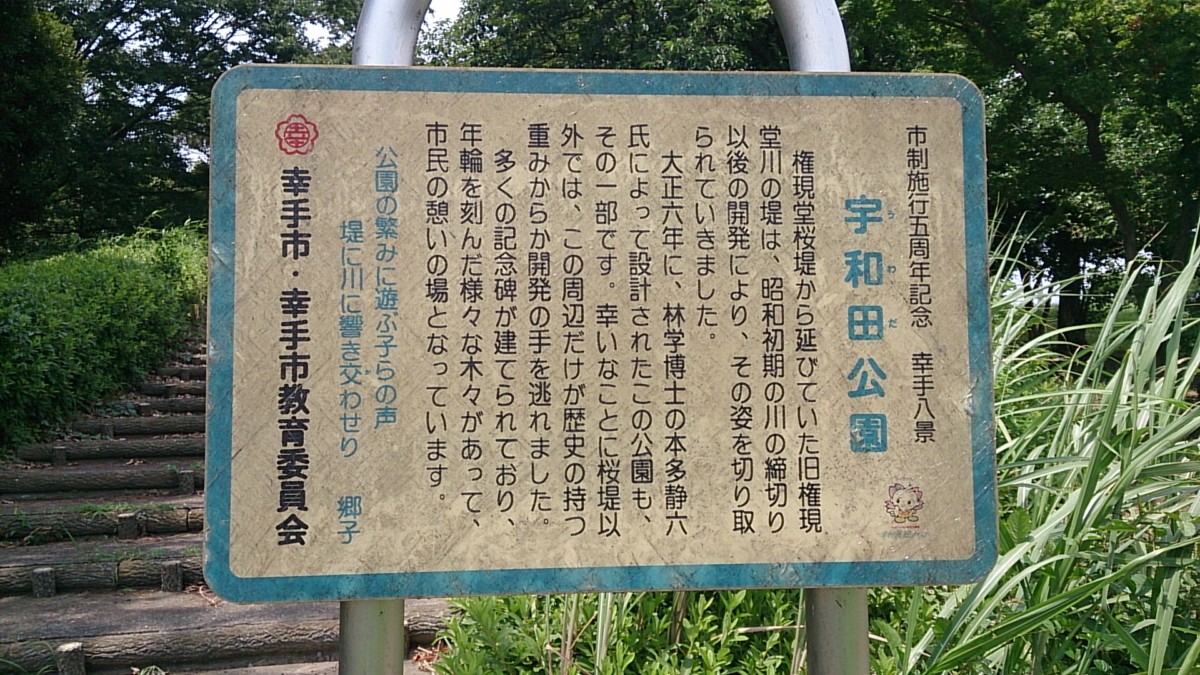 市制施行五周年記念　幸手八景
宇和田公園
うわだ
権現堂桜堤から延びていた旧権現
堂川の堤は、昭和初期の川の締切り
以後の開発により、その姿を切り取
られていきました。
大正六年に、林学博士の本多静六
氏によって設計されたこの公園も、
その一部です。幸いなことに桜堤以
外では、この周辺だけが歴史の持つ
重みからか開発の手を逃れました。
多くの記念碑が建てられており、
年輪を刻んだ様々な木々があって、
市民の憩いの場となっています。
公園の繁みに遊ぶ子らの声
堤に川に響き交わせり　郷子
か
幸
幸手市・幸手市教育委員会